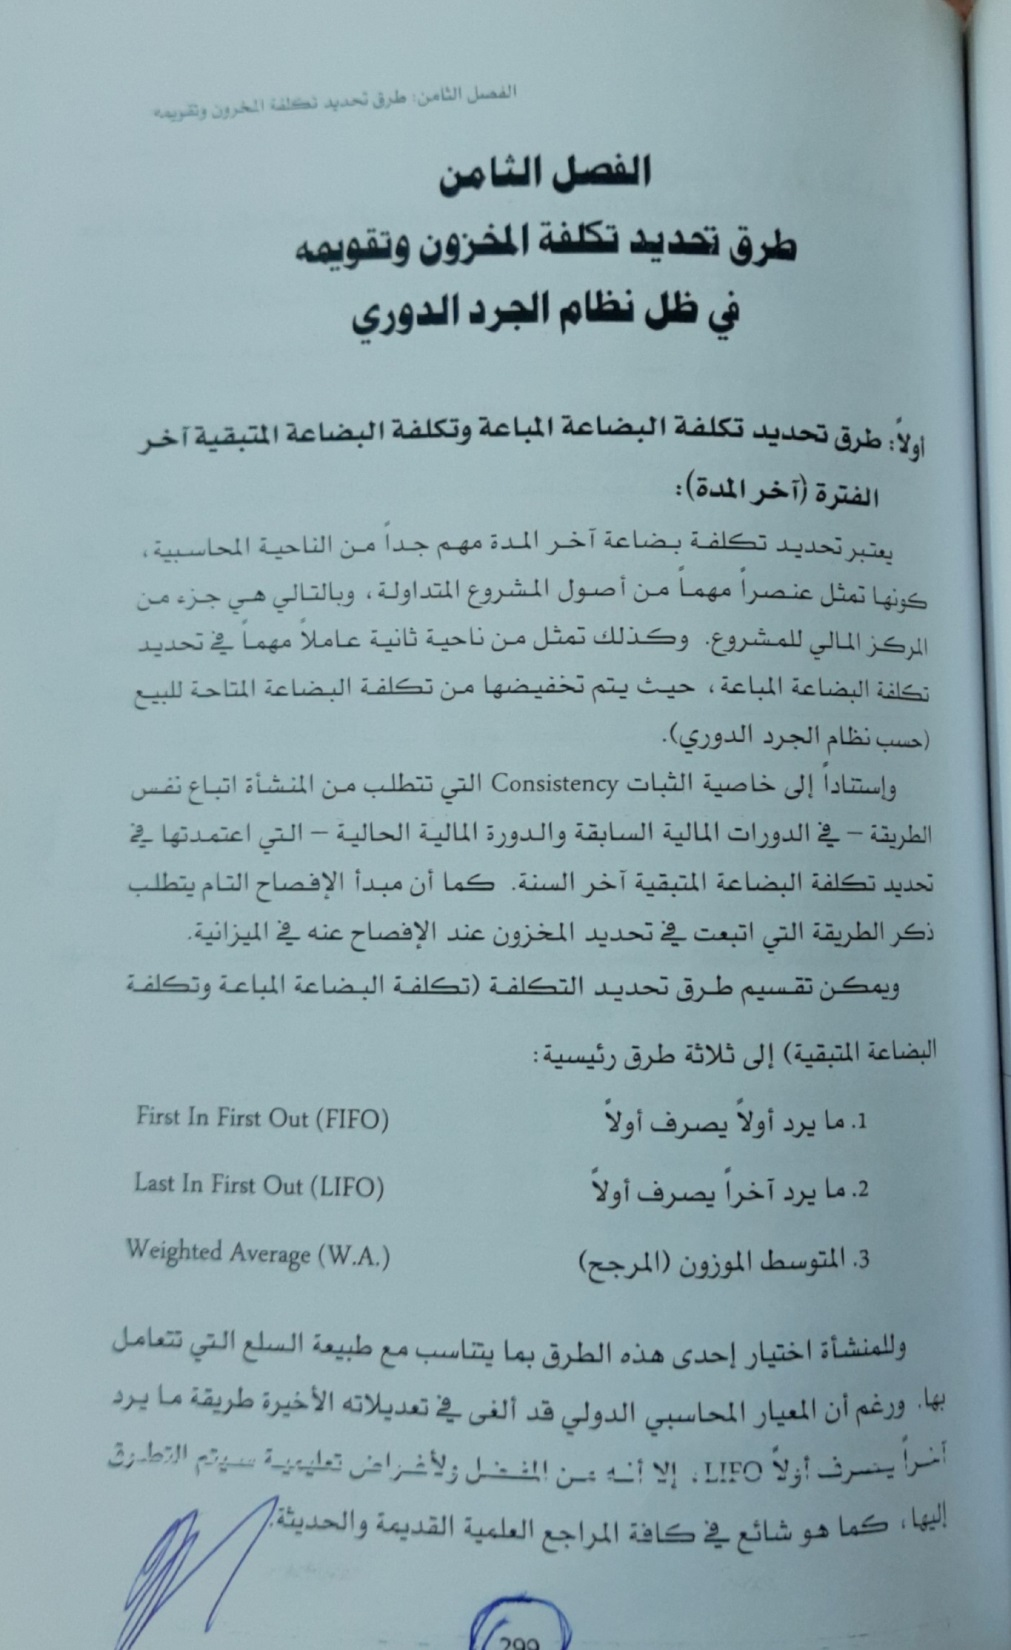 الفصل الثامن: طرق تحديد تكلفة المخزون وتقويمه
الفصل الثامن
طرق تحديد تكلفة المخزون وتقويمه
في ظل نظام الجرد الدوري
أولاً: طرق تحديد تكلفة البضاعة المباعة وتكلفة البضاعة المتبقية آخر
الفترة (آخر المدة):
يعتبر تحديد تكلفة بضاعة آخر المدة مهم جداً من الناحية المحاسبية،
كونها تمثل عنصراً مهماً من أصول المشروع المتداولة، وبالتالي هي جزء من
المركز المالي للمشروع. وكذلك تمثل من ناحية ثانية عاملاً مهماً في تحديد
تكلفة البضاعة المباعة، حيث يتم تخفيضها من تكلفة البضاعة المتاحة للبيع
(حسب نظام الجرد الدوري).
وإستناداً إلى خاصية الثبات Consistency التي تتطلب من المنشأة اتباع نفس
الطريقة – في الدورات المالية السابقة والدورة المالية الحالية – التي اعتمدتها في
تحديد تكلفة البضاعة المتبقية آخر السنة. كما أن مبدأ الإفصاح التام يتطلب
ذكر الطريقة التي اتبعت في تحديد المخزون عند الإفصاح عنه في الميزانية.
ويمكن تقسيم طرق تحديد التكلفة (تكلفة البضاعة المباعة وتكلفة
البضاعة المتبقية) إلى ثلاثة طرق رئيسية:
1. ما يرد أولاً يصرف أولاً First In First Out (FIFO)
2. ما يرد آخراً يصرف أولاً Last In First Out (LIFO)
3. المتوسط الموزون (المرجح) Weighted Average (W.A.)
وللمنشأة اختيار إحدى هذه الطرق بما يتناسب مع طبيعة السلع التي تتعامل
بها. ورغم أن المعيار المحاسبي الدولي قد ألغى في تعديلاته الأخيرة طريقة ما يرد
آخراً يصرف أولاً LIFO، إلا أنه من المفضل ولأغراض تعليمية سيتم التطرق
إليها، كما هو شائع في كافة المراجع العلمية القديمة والحديثة.
299